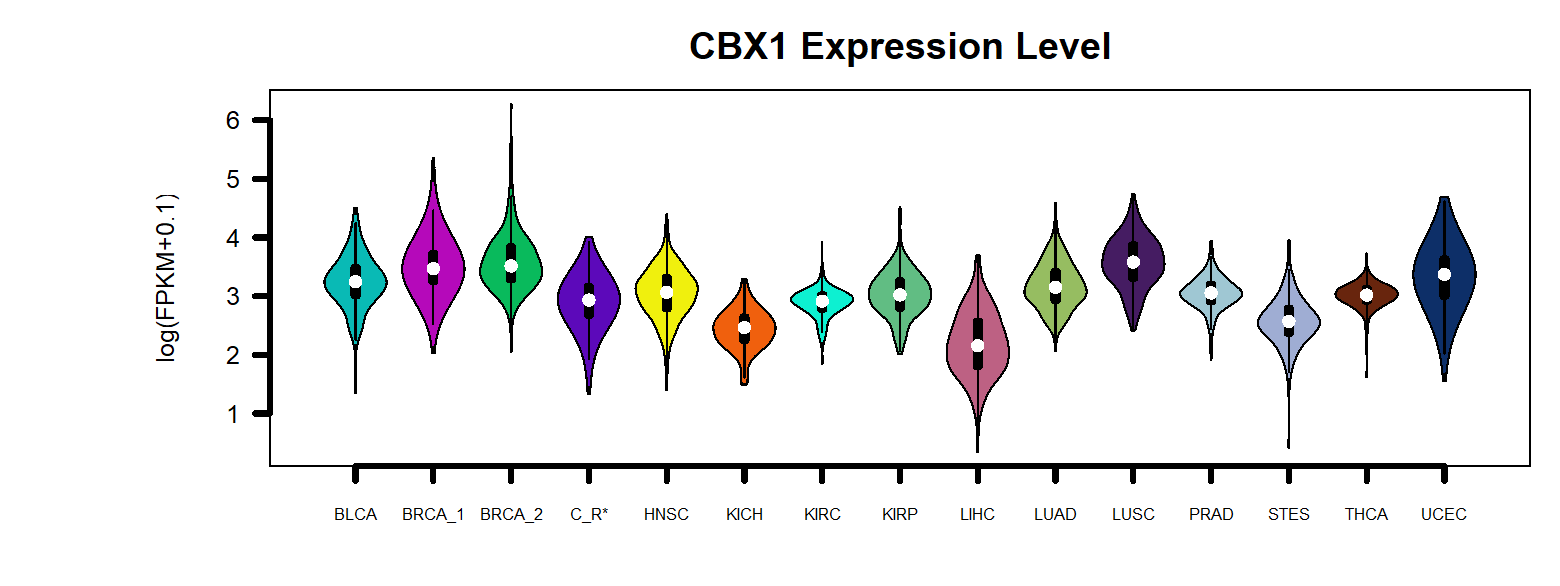 CBX1 Expression Level
log(FPKM+0.1)
6
5
4
3
2
1
BLCA BRCA_1 BRCA_2 C_R* HNSC KICH KIRC KIRP LIHC LUAD LUSC PRAD STES THCA UCEC